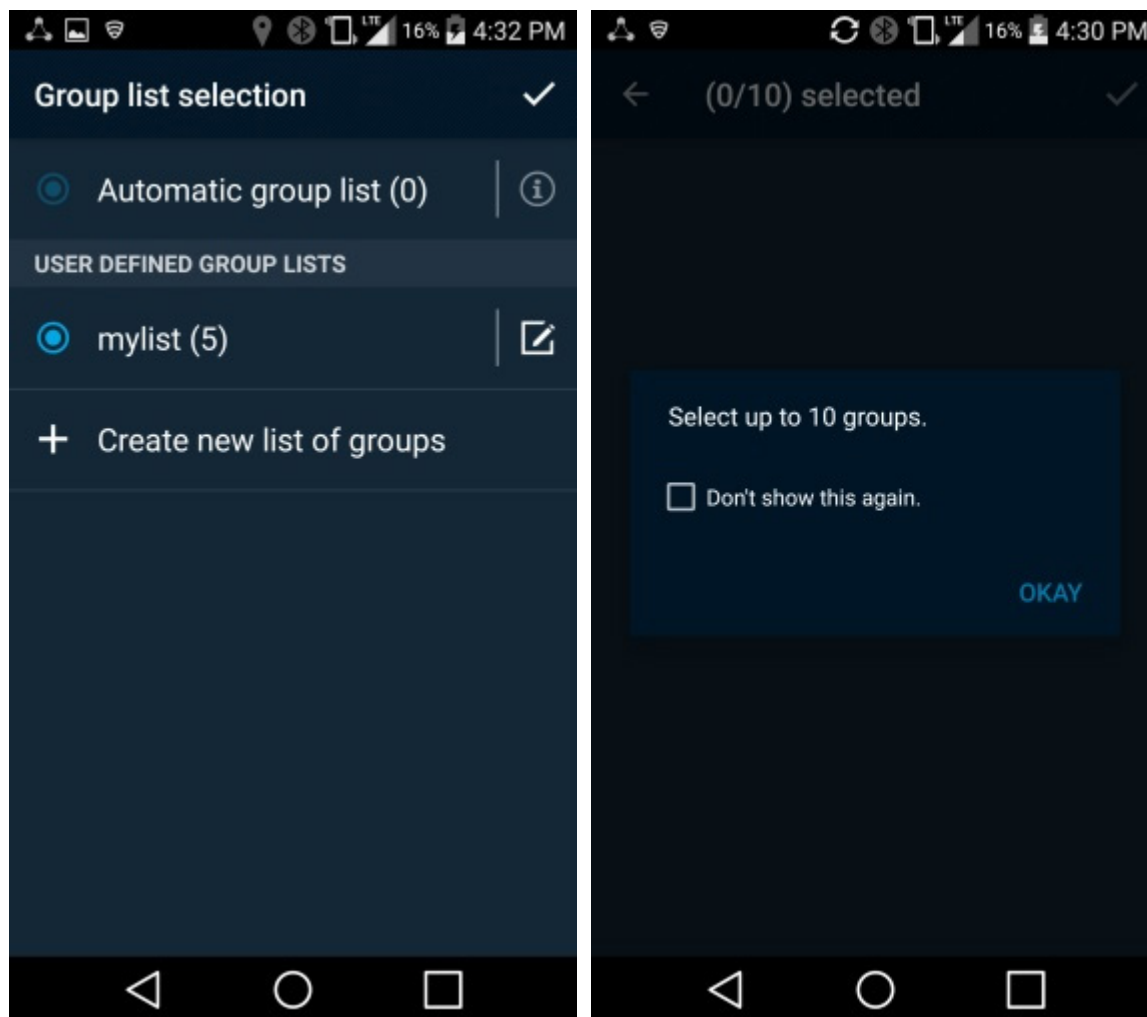 LTE 16% 4:32 PM
Group list selection
Automatic group list (0)
USER DEFINED GROUP LISTS
mylist (5)
Create new list of groups
LTE 16% 4:30 PM
(0/10) selected
Select up to 10 groups.
Don't show this again.
OKAY